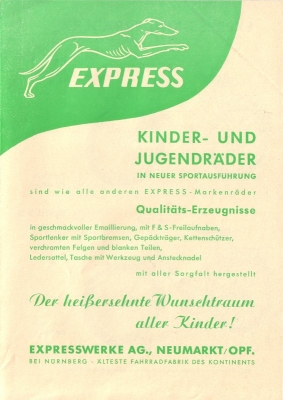 EXPRESS
KINDER- UND
JUGENDRÄDER
IN NEUER SPORTAUSFÜHRUNG
sind wie alle anderen EXPRESS-Markenräder
Qualitäts-Erzeugnisse
in geschmackvoller Emaillierung, mit F & S-Freilaufnaben,
Sportlenker mit Sportbremsen, Gepäckträger, Kettenschützer,
verchromten Felgen und blanken Teilen,
Ledersattel, Tasche mit Werkzeug und Anstecknadel
mit aller Sorgfalt hergestellt
Der heißersehnte Wunschtraum
aller Kinder!
EXPRESSWERKE AG., NEUMARKT/OPF.
BEI NÜRNBERG - ÄLTESTE FAHRRADFABRIK DES KONTINENTS